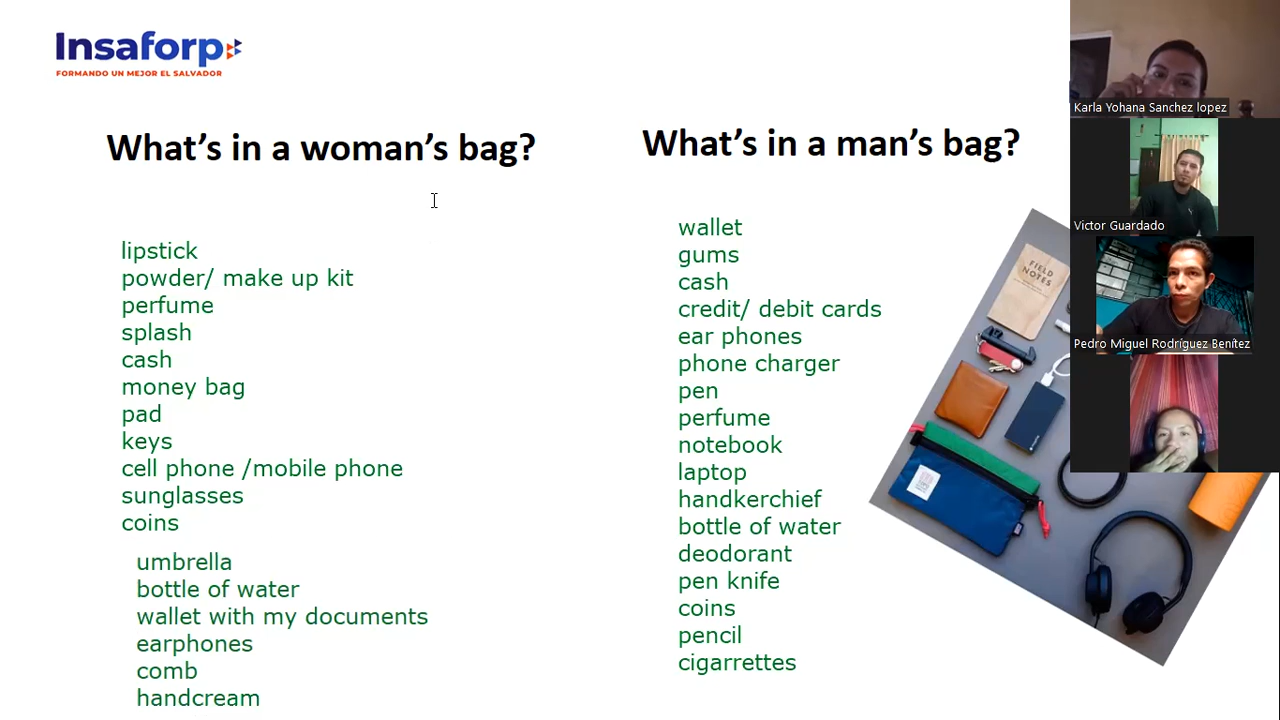 Insaforp
FORMANDO UN MEJOR EL SALVADOR
What's in a woman's bag?
lipstick
powder/ make up kit
perfume
splash
cash
money bag
pad
keys
cell phone /mobile phone
sunglasses
coins
umbrella
bottle of water
wallet with my documents
earphones
comb
handcream
What's in a man's bag?
wallet
gums
cash
credit/ debit cards
ear phones
phone charger
pen
perfume
notebook
laptop
handkerchief
bottle of water
deodorant
pen knife
coins
pencil
cigarrettes
FIELD
NOTES
Karla Yohana Sanchez lopez
Victor Guardado
Pedro Miguel Rodríguez Benítez